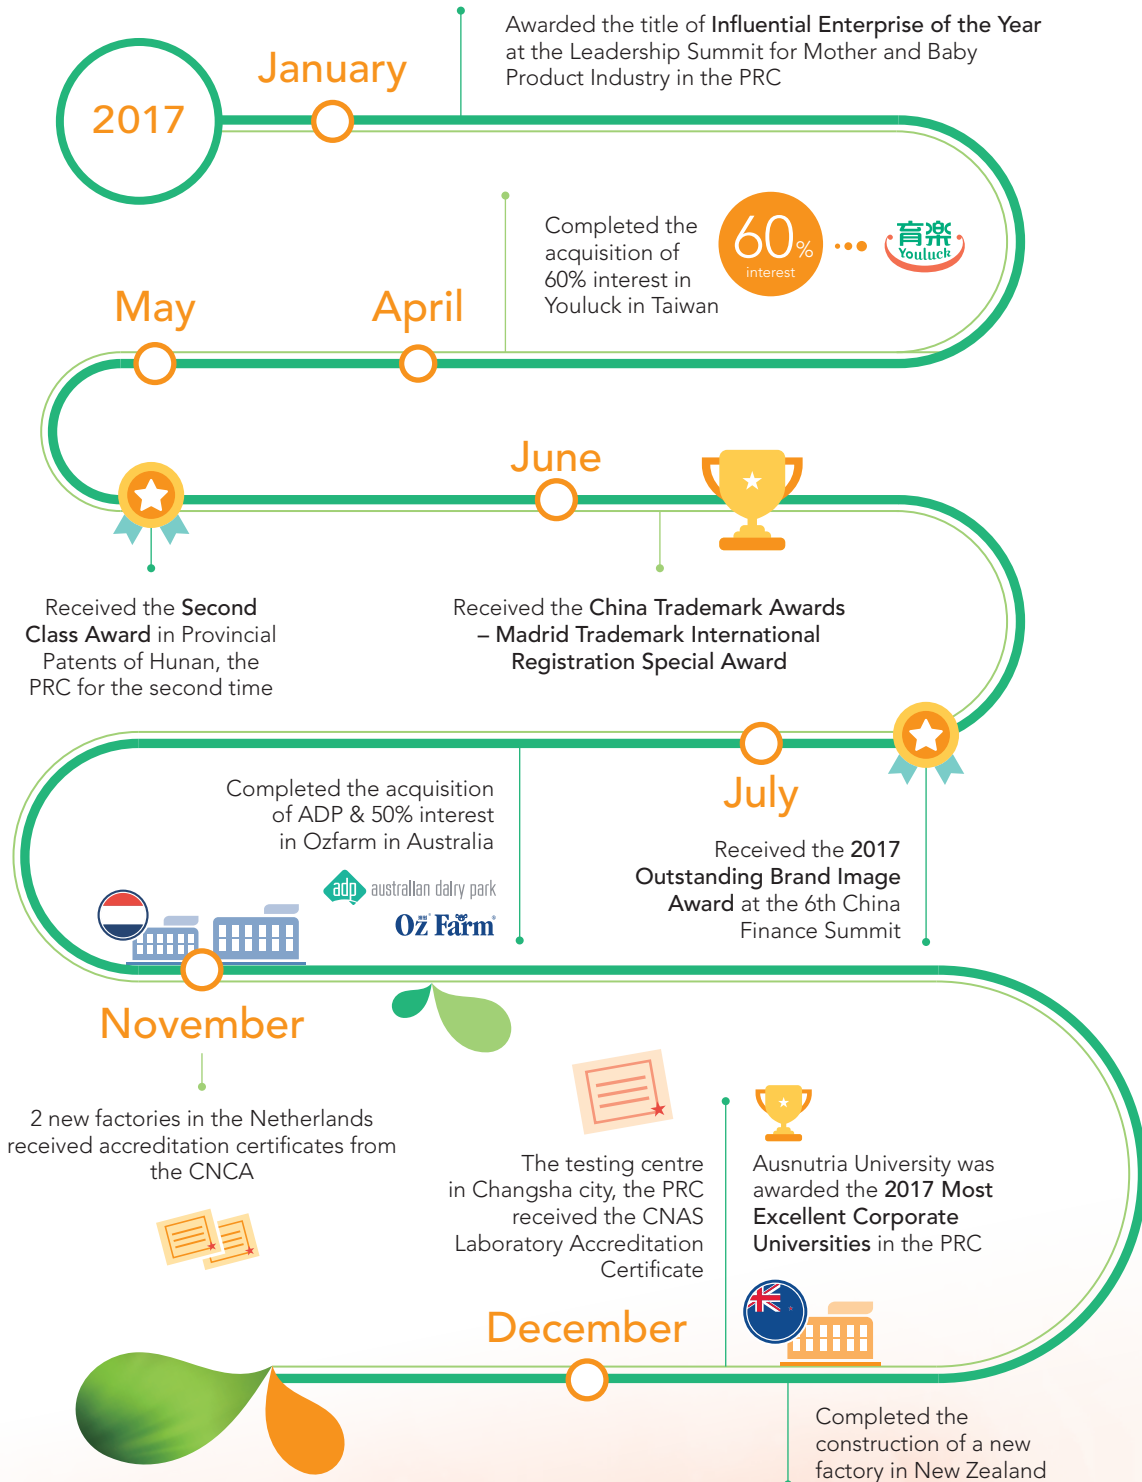 2017
January
Awarded the title of Influential Enterprise of the Year
at the Leadership Summit for Mother and Baby
Product Industry in the PRC
Completed the
acquisition of
60% interest in
Youluck in Taiwan
60%
interest
育楽
Youluck
May
April
June
Received the Second
Class Award in Provincial
Patents of Hunan, the
PRC for the second time
Received the China Trademark Awards
– Madrid Trademark International
Registration Special Award
July
Completed the acquisition
of ADP & 50% interest
in Ozfarm in Australia
adp australian dairy park
Oz Farm
Received the 2017
Outstanding Brand Image
Award at the 6th China
Finance Summit
November
2 new factories in the Netherlands
received accreditation certificates from
the CNCA
The testing centre
in Changsha city, the PRC
received the CNAS
Laboratory Accreditation
Certificate
Ausnutria University was
awarded the 2017 Most
Excellent Corporate
Universities in the PRC
December
Completed the
construction of a new
factory in New Zealand